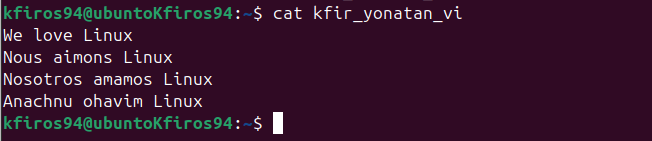 kfiros94@ubuntoKfiros94:~$ cat kfir_yonatan_vi
We love Linux
Nous aimons Linux
Nosotros amamos Linux
Anachnu ohavim Linux
kfiros94@ubuntoKfiros94:~$